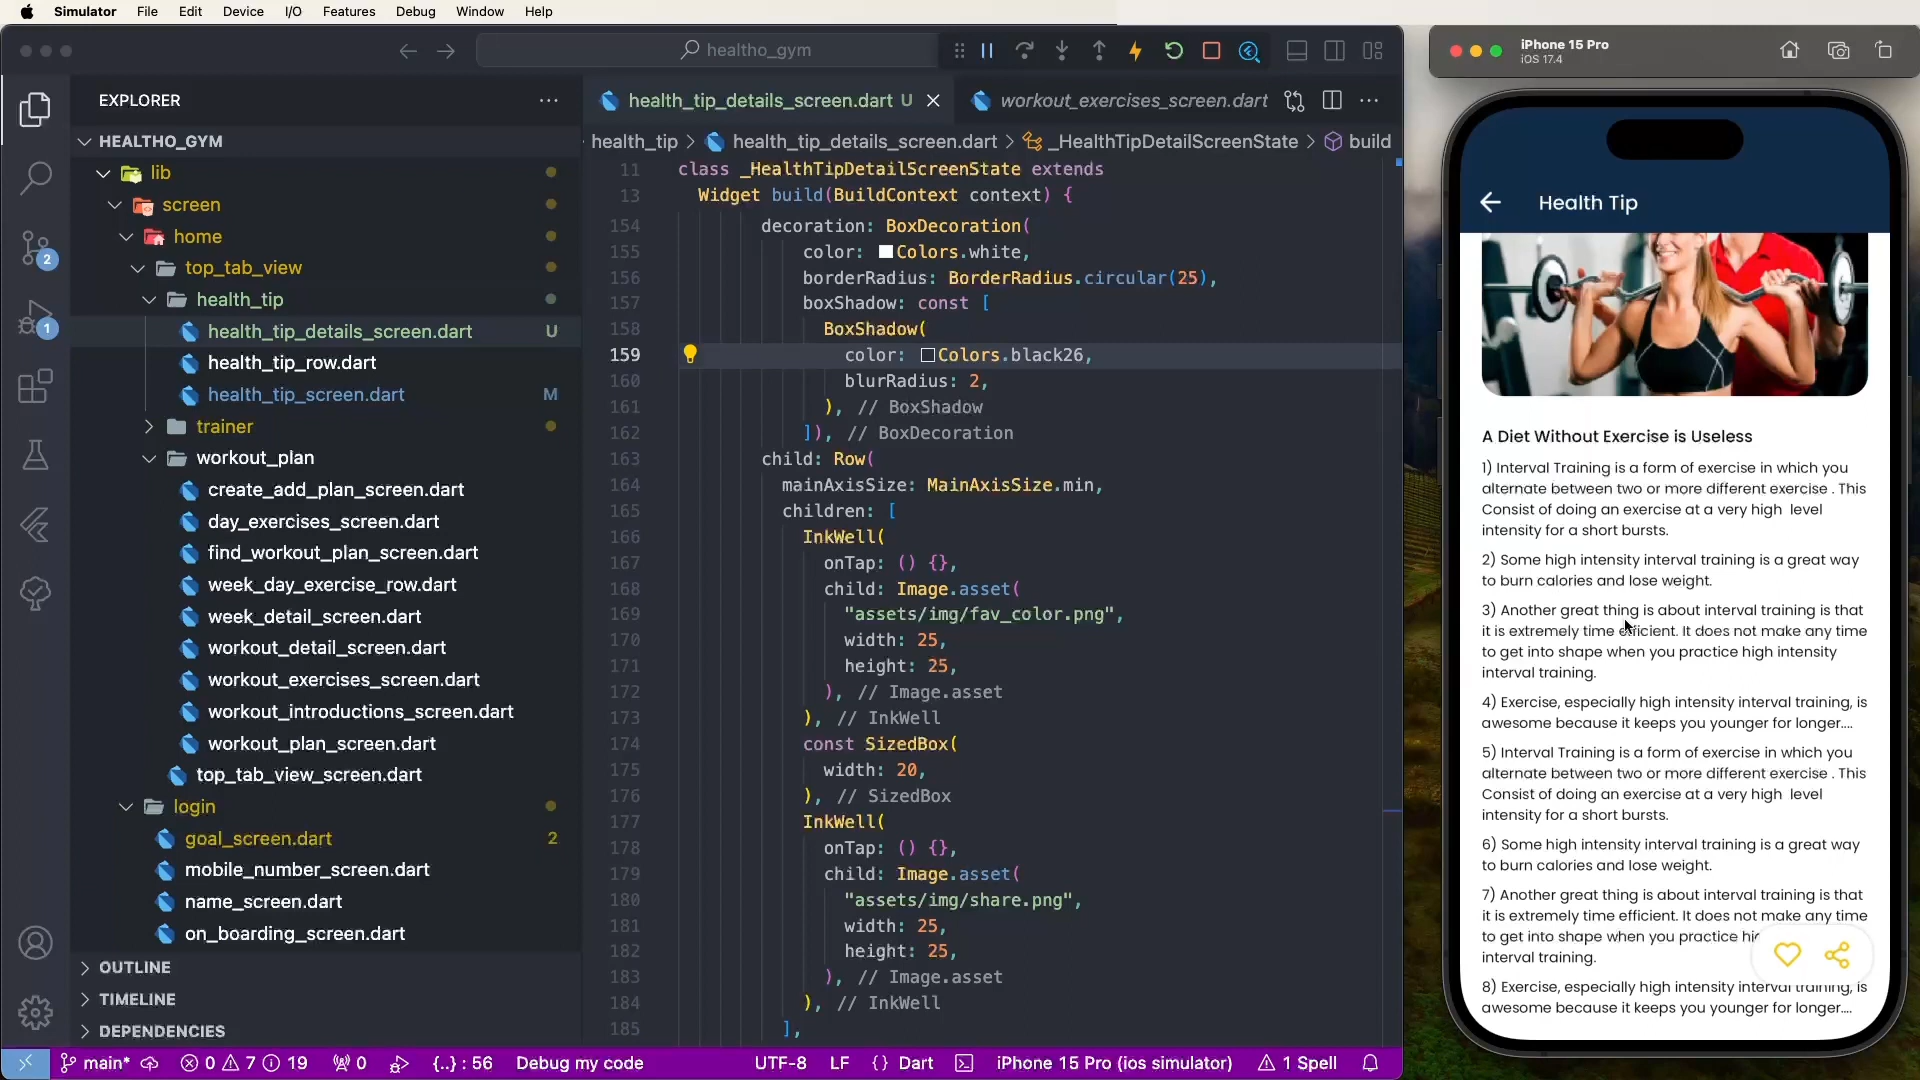 Simulator File Edit Device I/O Features Debug Window Help
healtho_gym
iPhone 15 Pro
iOS 17.4
EXPLORER
health_tip_details_screen.dart U
workout_exercises_screen.dart
HEALTHO_GYM
health_tip > health_tip_details_screen.dart > _HealthTipDetailScreenState > build
lib
screen
home
top_tab_view
health_tip
health_tip_details_screen.dart U
health_tip_row.dart
health_tip_screen.dart M
trainer
workout_plan
create_add_plan_screen.dart
day_exercises_screen.dart
find_workout_plan_screen.dart
week_day_exercise_row.dart
week_detail_screen.dart
workout_detail_screen.dart
workout_exercises_screen.dart
workout_introductions_screen.dart
workout_plan_screen.dart
top_tab_view_screen.dart
login
goal_screen.dart 2
mobile_number_screen.dart
name_screen.dart
on_boarding_screen.dart
OUTLINE
TIMELINE
DEPENDENCIES
2
1
11 class _HealthTipDetailScreenState extends
13 Widget build(BuildContext context) {
154 decoration: BoxDecoration(
155 color: Colors.white,
156 borderRadius: BorderRadius.circular(25),
157 boxShadow: const [
158 BoxShadow(
159 color: Colors.black26,
160 blurRadius: 2,
161 ), // BoxShadow
162 ]), // BoxDecoration
163 child: Row(
164 mainAxisSize: MainAxisSize.min,
165 children: [
166 InkWell(
167 onTap: () {},
168 child: Image.asset(
169 "assets/img/fav_color.png",
170 width: 25,
171 height: 25,
172 ), // Image.asset
173 ), // InkWell
174 const SizedBox(
175 width: 20,
176 ), // SizedBox
177 InkWell(
178 onTap: () {},
179 child: Image.asset(
180 "assets/img/share.png",
181 width: 25,
182 height: 25,
183 ), // Image.asset
184 ), // InkWell
185 ],
Health Tip
A Diet Without Exercise is Useless
1) Interval Training is a form of exercise in which you
alternate between two or more different exercise . This
Consist of doing an exercise at a very high level
intensity for a short bursts.
2) Some high intensity interval training is a great way
to burn calories and lose weight.
3) Another great thing is about interval training is that
it is extremely time efficient. It does not make any time
to get into shape when you practice high intensity
interval training.
4) Exercise, especially high intensity interval training, is
awesome because it keeps you younger for longer....
5) Interval Training is a form of exercise in which you
alternate between two or more different exercise . This
Consist of doing an exercise at a very high level
intensity for a short bursts.
6) Some high intensity interval training is a great way
to burn calories and lose weight.
7) Another great thing is about interval training is that
it is extremely time efficient. It does not make any time
to get into shape when you practice
interval training.
8) Exercise, especially high intensity interval training, is
awesome because it keeps you younger for longer....
main* 0 7 19 0 {..} : 56 Debug my code UTF-8 LF {} Dart iPhone 15 Pro (ios simulator) 1 Spell